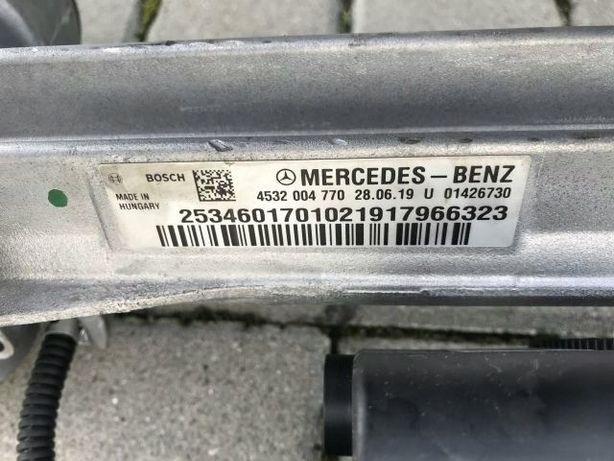 BOSCH MERCEDES-BENZ
MADE IN HUNGARY 4532 004 770 28.06.19 U 01426730
2534601701021917966323